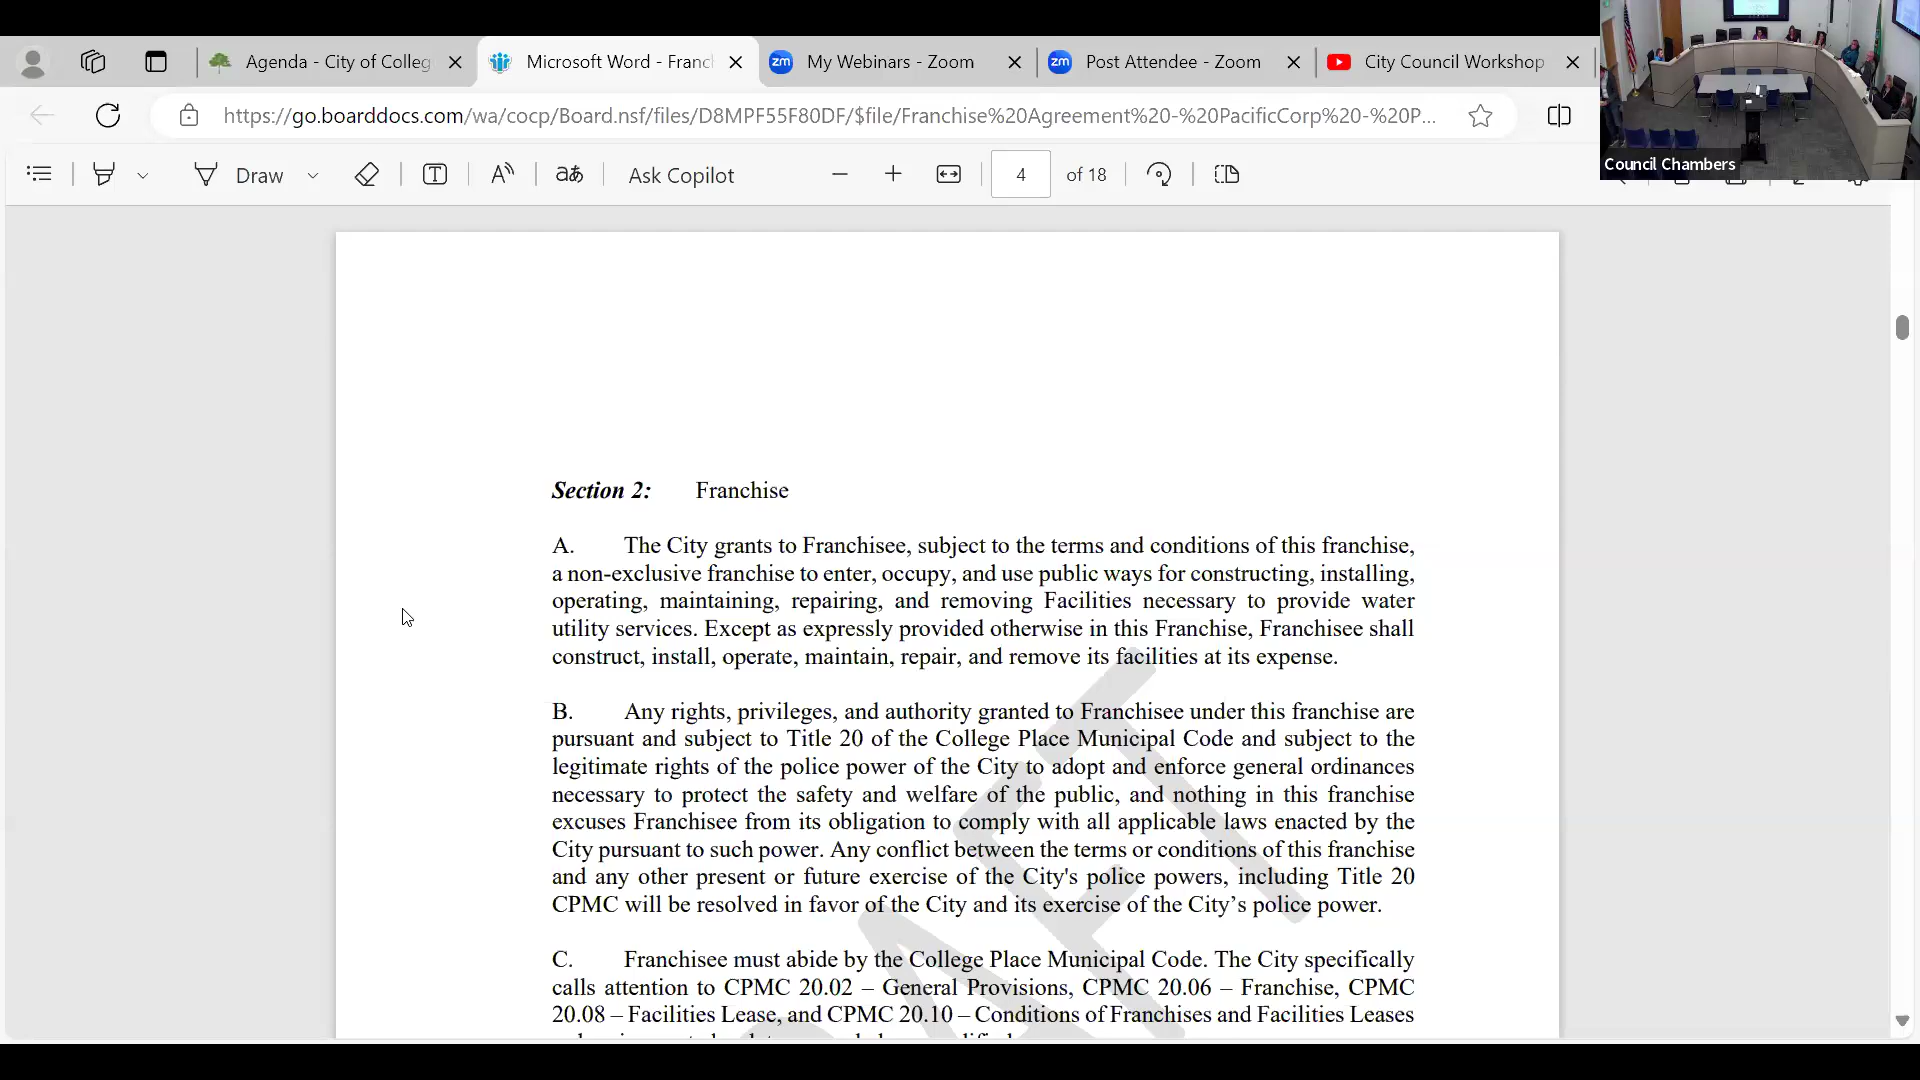 Agenda - City of Colleg
Microsoft Word - Franc
My Webinars - Zoom
Post Attendee - Zoom
City Council Workshop
https://go.boarddocs.com/wa/cocp/Board.nsf/files/D8MPF55F80DF/$file/Franchise%20Agreement%20-%20PacificCorp%20-%20P...
Council Chambers
Draw
Ask Copilot
4 of 18
Section 2: Franchise
A. The City grants to Franchisee, subject to the terms and conditions of this franchise,
a non-exclusive franchise to enter, occupy, and use public ways for constructing, installing,
operating, maintaining, repairing, and removing Facilities necessary to provide water
utility services. Except as expressly provided otherwise in this Franchise, Franchisee shall
construct, install, operate, maintain, repair, and remove its facilities at its expense.
B. Any rights, privileges, and authority granted to Franchisee under this franchise are
pursuant and subject to Title 20 of the College Place Municipal Code and subject to the
legitimate rights of the police power of the City to adopt and enforce general ordinances
necessary to protect the safety and welfare of the public, and nothing in this franchise
excuses Franchisee from its obligation to comply with all applicable laws enacted by the
City pursuant to such power. Any conflict between the terms or conditions of this franchise
and any other present or future exercise of the City's police powers, including Title 20
CPMC will be resolved in favor of the City and its exercise of the City’s police power.
C. Franchisee must abide by the College Place Municipal Code. The City specifically
calls attention to CPMC 20.02 – General Provisions, CPMC 20.06 – Franchise, CPMC
20.08 – Facilities Lease, and CPMC 20.10 – Conditions of Franchises and Facilities Leases